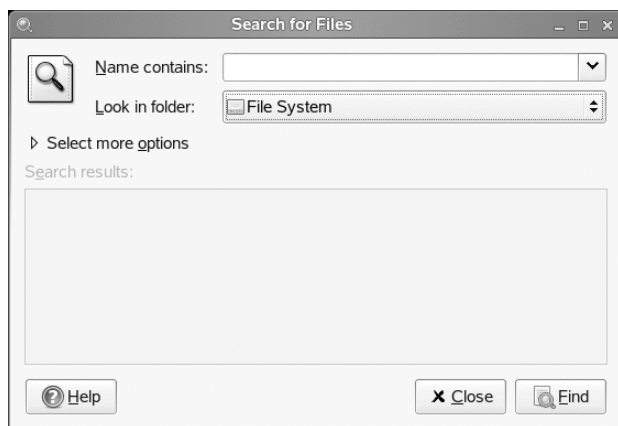 Search for Files
Name contains:
Look in folder: File System
Select more options
Search results:
Help Close Find